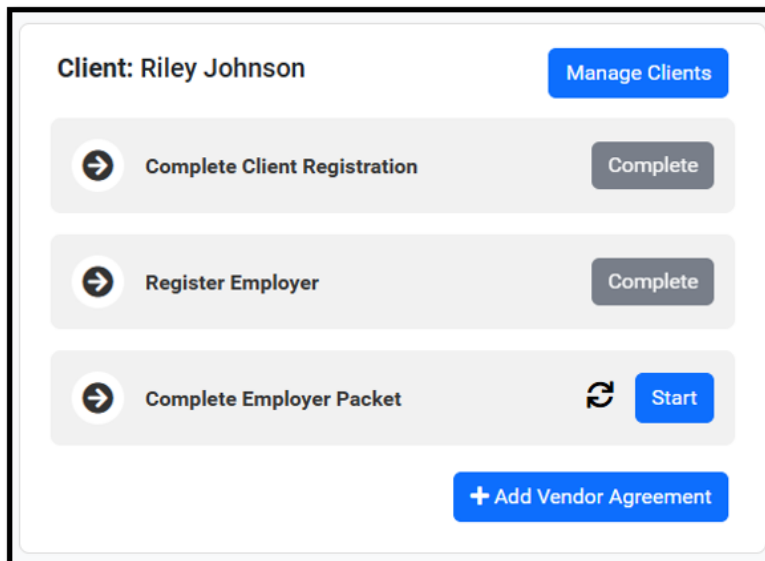 Client: Riley Johnson
Manage Clients
Complete Client Registration
Complete
Register Employer
Complete
Complete Employer Packet
Start
Add Vendor Agreement